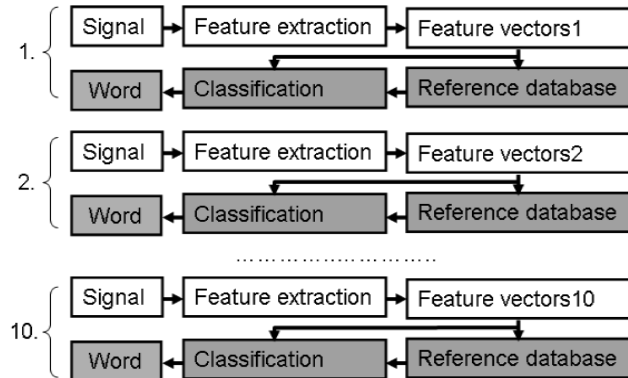 Signal Feature extraction Feature vectors1
1.
Word Classification Reference database
Signal Feature extraction Feature vectors2
2.
Word Classification Reference database
………………………..
Signal Feature extraction Feature vectors10
10.
Word Classification Reference database